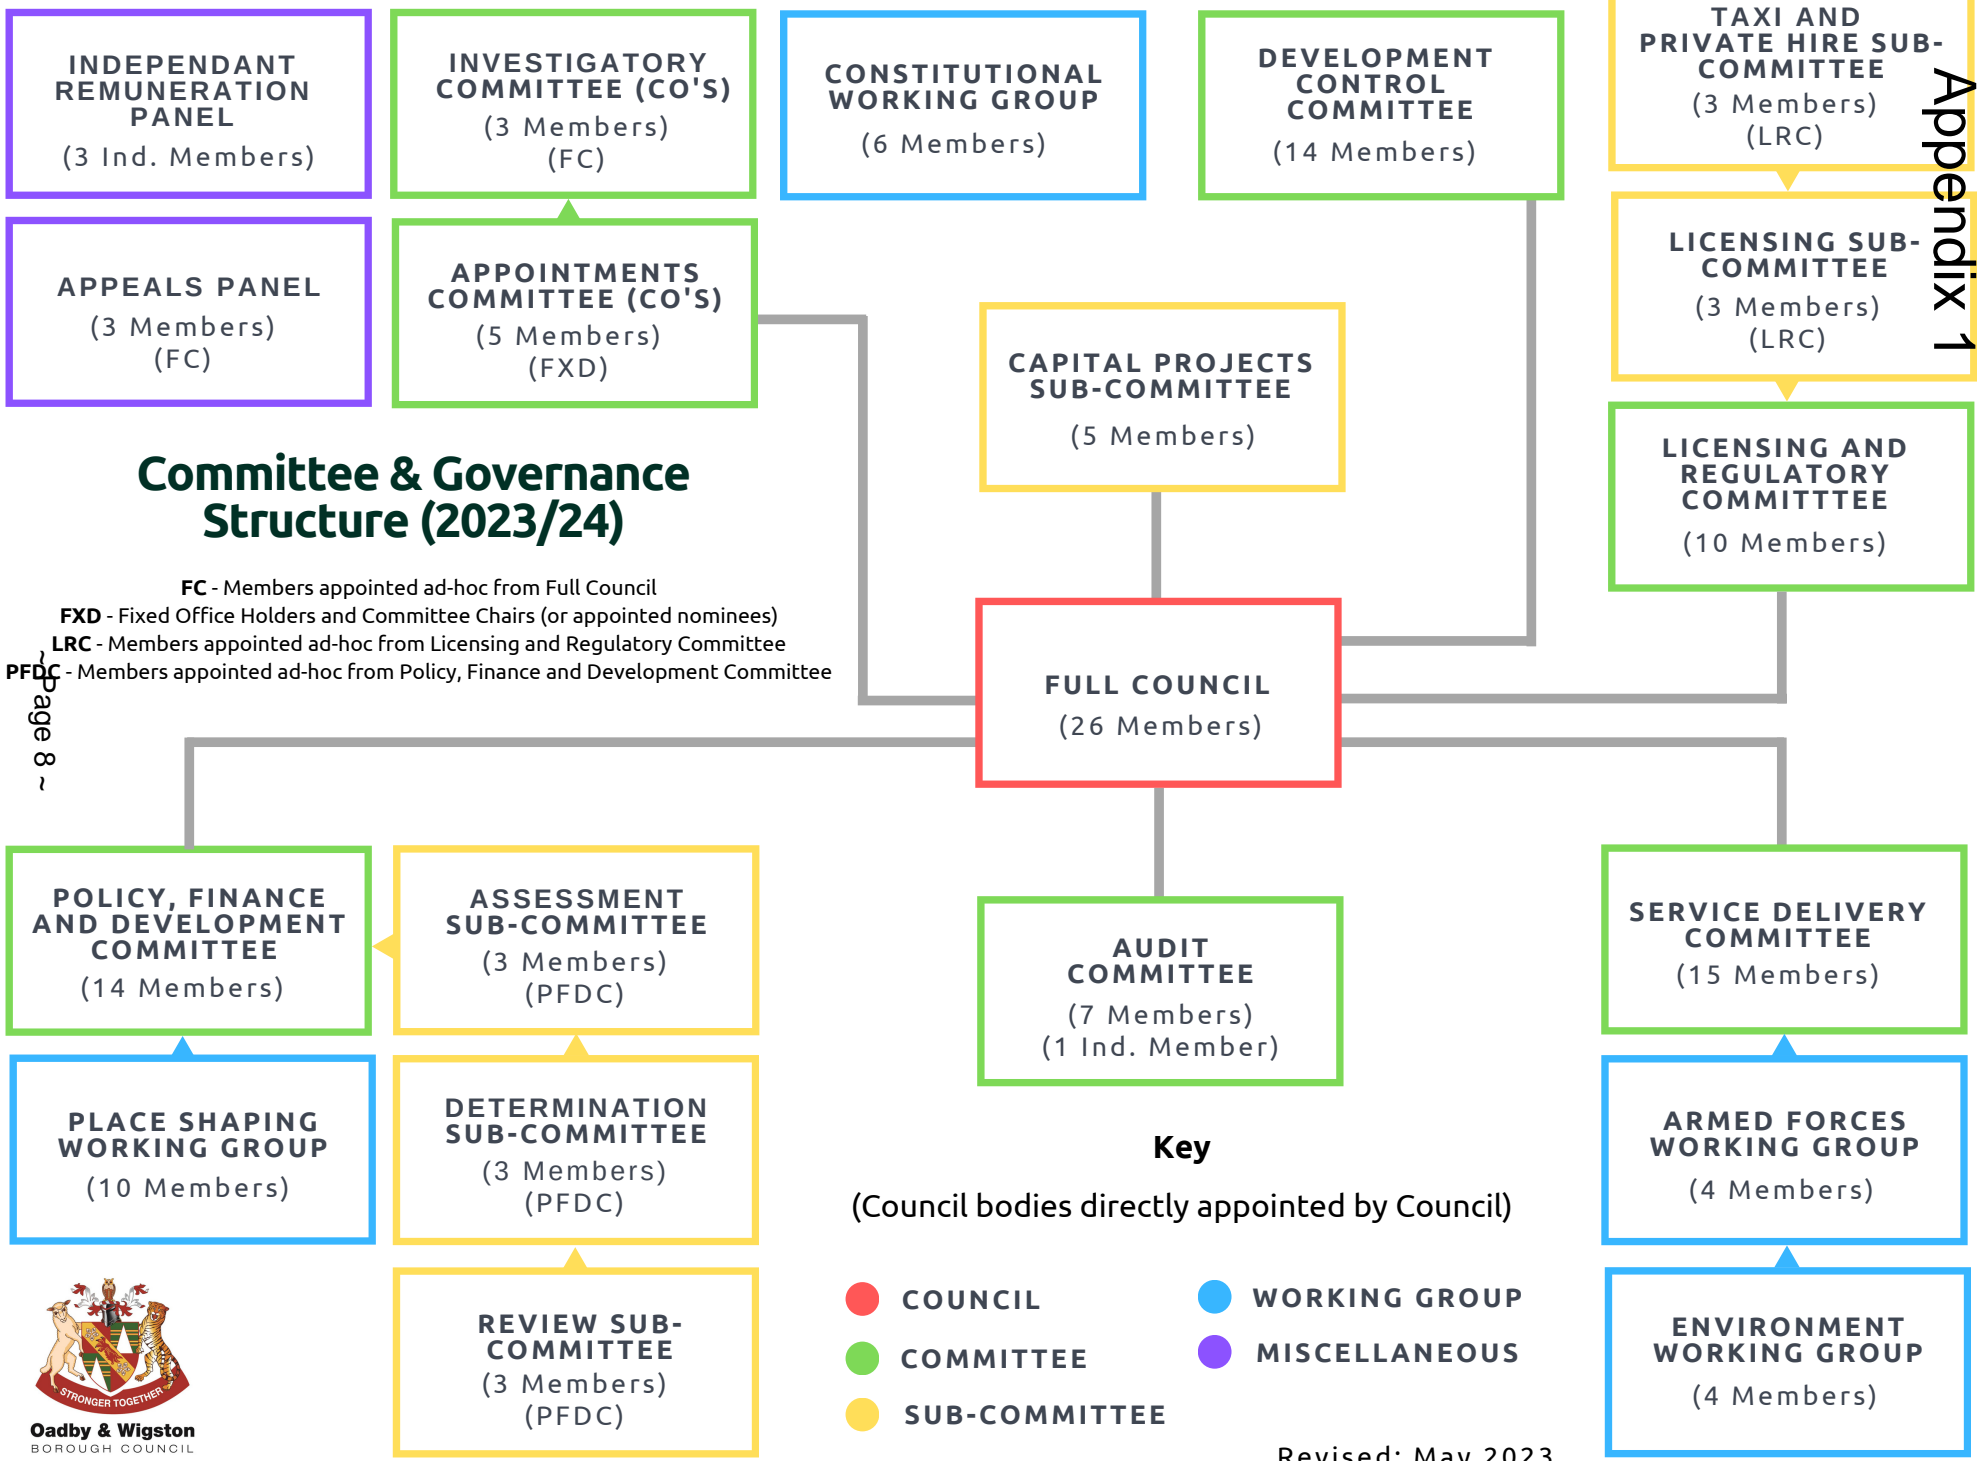 INDEPENDANT
REMUNERATION
PANEL
(3 Ind. Members)
INVESTIGATORY
COMMITTEE (CO'S)
(3 Members)
(FC)
CONSTITUTIONAL
WORKING GROUP
(6 Members)
DEVELOPMENT
CONTROL
COMMITTEE
(14 Members)
TAXI AND
PRIVATE HIRE SUB-
COMMITTEE
(3 Members)
(LRC)
Appendix 1
APPEALS PANEL
(3 Members)
(FC)
APPOINTMENTS
COMMITTEE (CO'S)
(5 Members)
(FXD)
CAPITAL PROJECTS
SUB-COMMITTEE
(5 Members)
LICENSING SUB-
COMMITTEE
(3 Members)
(LRC)
LICENSING AND
REGULATORY
COMMITTTEE
(10 Members)
Committee & Governance
Structure (2023/24)
FC - Members appointed ad-hoc from Full Council
FXD - Fixed Office Holders and Committee Chairs (or appointed nominees)
LRC - Members appointed ad-hoc from Licensing and Regulatory Committee
PFDC - Members appointed ad-hoc from Policy, Finance and Development Committee
~ Page 8 ~
FULL COUNCIL
(26 Members)
POLICY, FINANCE
AND DEVELOPMENT
COMMITTEE
(14 Members)
ASSESSMENT
SUB-COMMITTEE
(3 Members)
(PFDC)
AUDIT
COMMITTEE
(7 Members)
(1 Ind. Member)
SERVICE DELIVERY
COMMITTEE
(15 Members)
PLACE SHAPING
WORKING GROUP
(10 Members)
DETERMINATION
SUB-COMMITTEE
(3 Members)
(PFDC)
ARMED FORCES
WORKING GROUP
(4 Members)
REVIEW SUB-
COMMITTEE
(3 Members)
(PFDC)
ENVIRONMENT
WORKING GROUP
(4 Members)
Key
(Council bodies directly appointed by Council)
COUNCIL
COMMITTEE
SUB-COMMITTEE
WORKING GROUP
MISCELLANEOUS
STRONGER TOGETHER
Oadby & Wigston
BOROUGH COUNCIL
Revised: May 2023